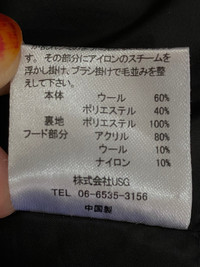 す。その部分にアイロンのスチームを
浮かし掛け、ブラシ掛けで毛並みを整
えして下さい。
本体 ウール 60%
ポリエステル 40%
裏地 ポリエステル 100%
フード部分 アクリル 80%
ウール 10%
ナイロン 10%
株式会社USG
TEL 06-6535-3156
中国製